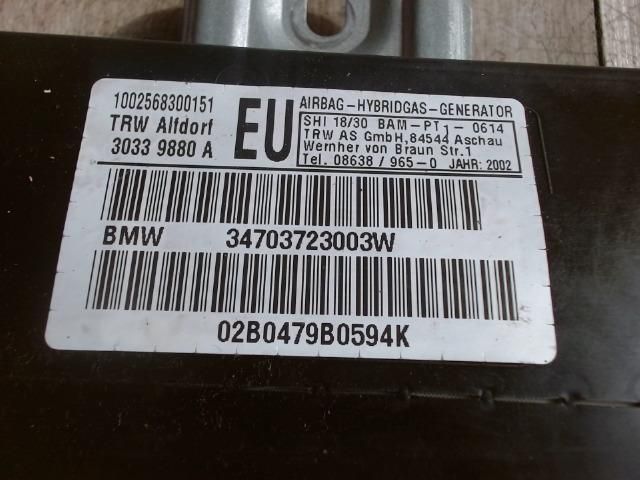 1002568300151
TRW Alfdorf
3033 9880 A
EU
AIRBAG-HYBRIDGAS-GENERATOR
SHI 18/30 BAM-PT1- 0614
TRW AS GmbH,84544 Aschau
Wernher von Braun Str.1
Tel. 08638 / 965-0 JAHR: 2002
BMW 34703723003W
02B0479B0594K